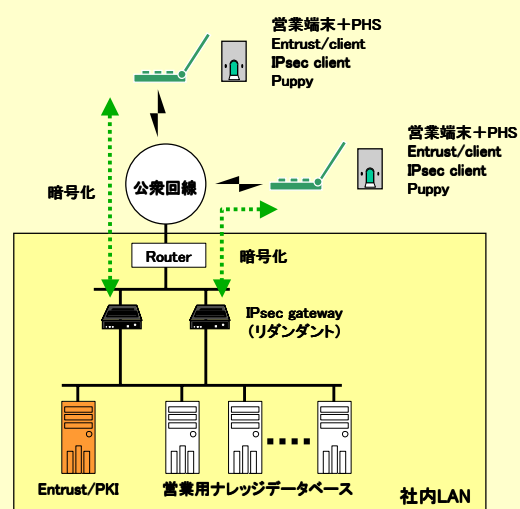 営業端末+PHS
Entrust/client
IPsec client
Puppy
営業端末+PHS
Entrust/client
IPsec client
Puppy
公衆回線
暗号化
Router
暗号化
IPsec gateway
(リダンダント)
Entrust/PKI
営業用ナレッジデータベース
社内LAN